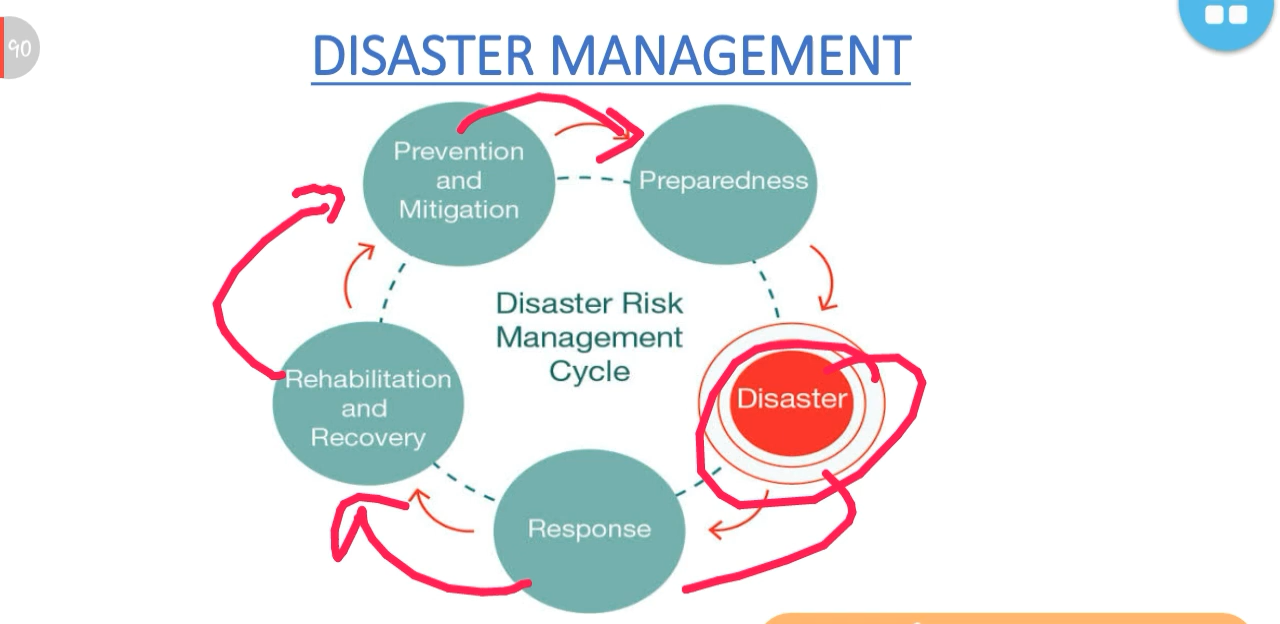 90
DISASTER MANAGEMENT
Prevention
and
Mitigation
Preparedness
Disaster Risk
Management
Cycle
Rehabilitation
and
Recovery
Disaster
Response